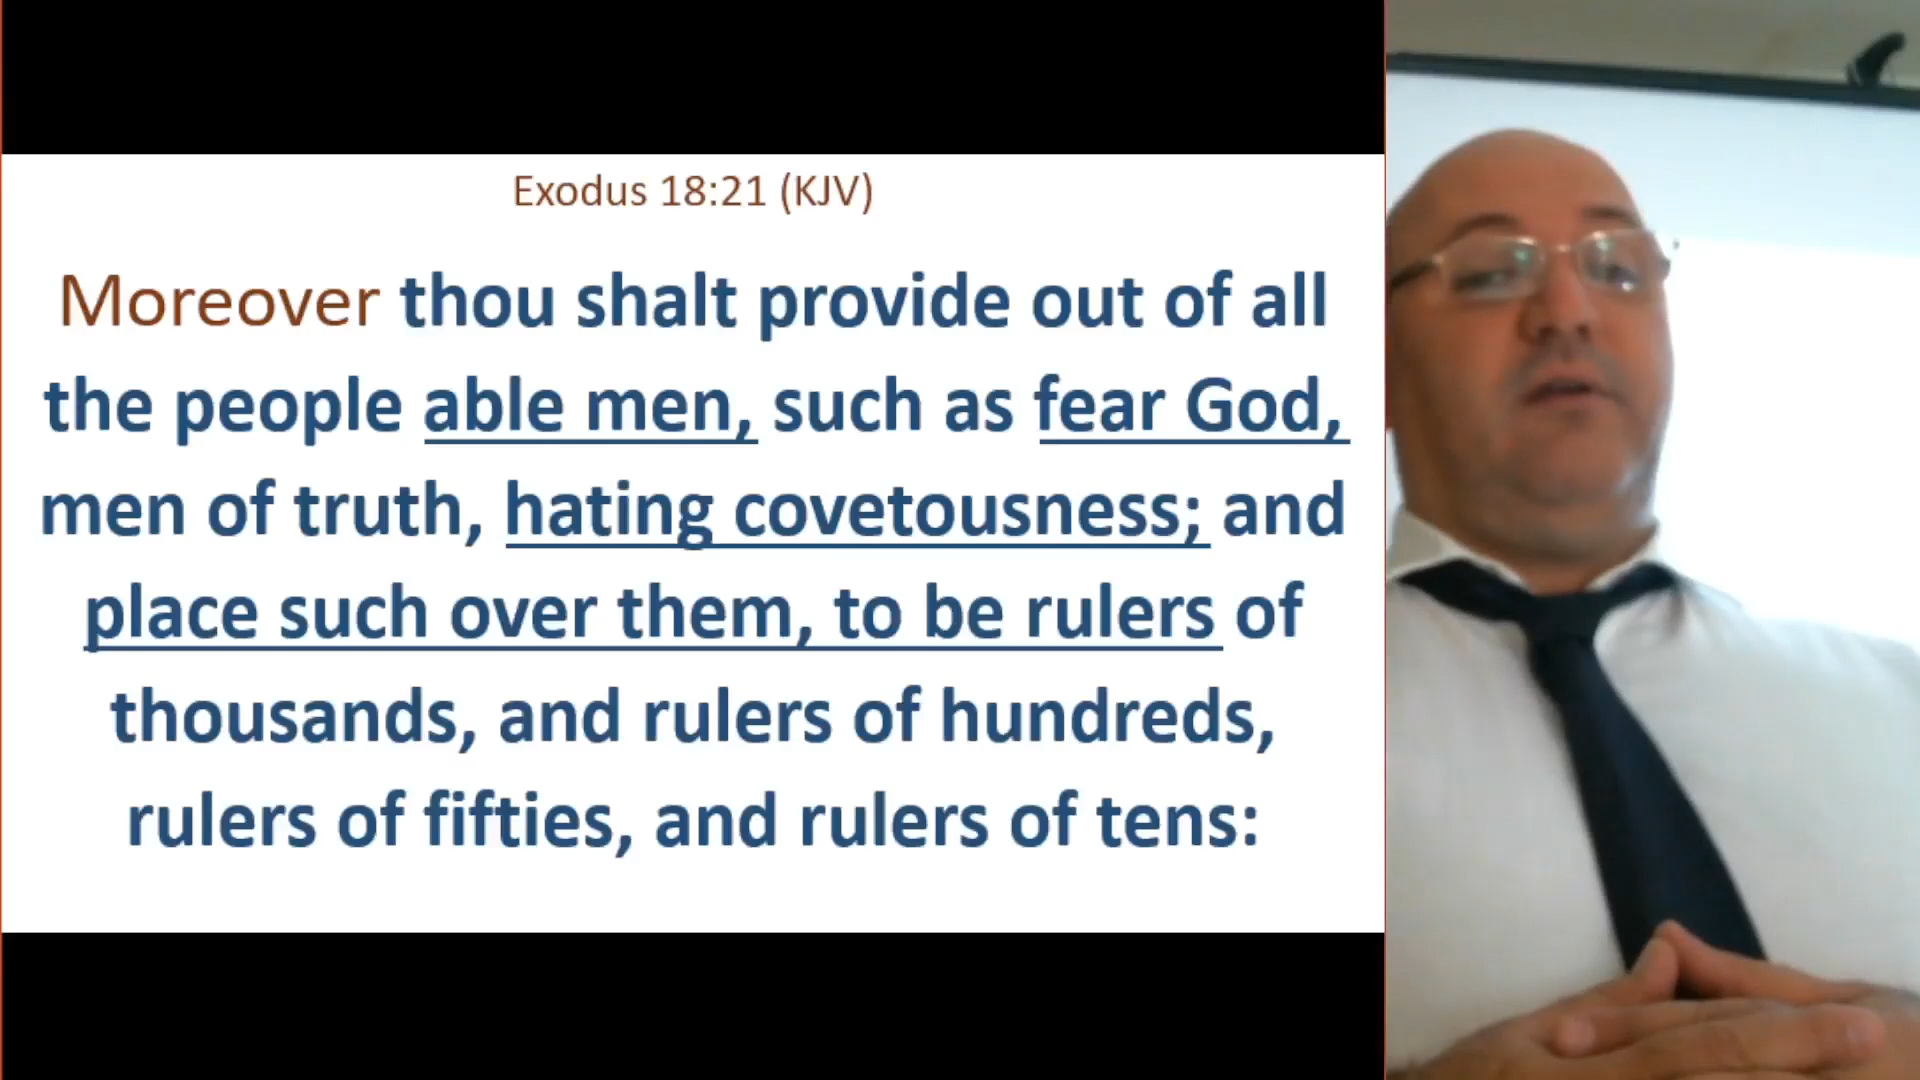 Exodus 18:21 (KJV)
Moreover thou shalt provide out of all
the people able men, such as fear God,
men of truth, hating covetousness; and
place such over them, to be rulers of
thousands, and rulers of hundreds,
rulers of fifties, and rulers of tens: